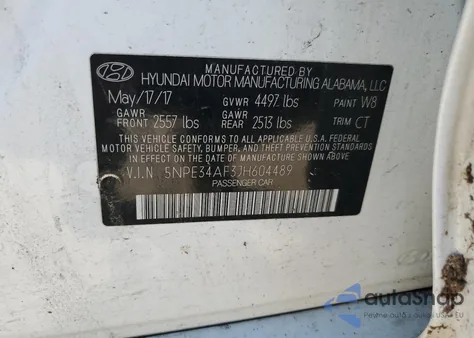 MANUFACTURED BY
HYUNDAI MOTOR MANUFACTURING ALABAMA, LLC
May/17/17 GVWR 4497 lbs PAINT W8
GAWR FRONT 2557 lbs GAWR REAR 2513 lbs TRIM CT
THIS VEHICLE CONFORMS TO ALL APPLICABLE U.S.A. FEDERAL
MOTOR VEHICLE SAFETY, BUMPER, AND THEFT PREVENTION
STANDARDS IN EFFECT ON THE DATE OF MANUFACTURE SHOWN ABOVE.
V.I.N. 5NPE34AF3JH604489
PASSENGER CAR
autoSnap